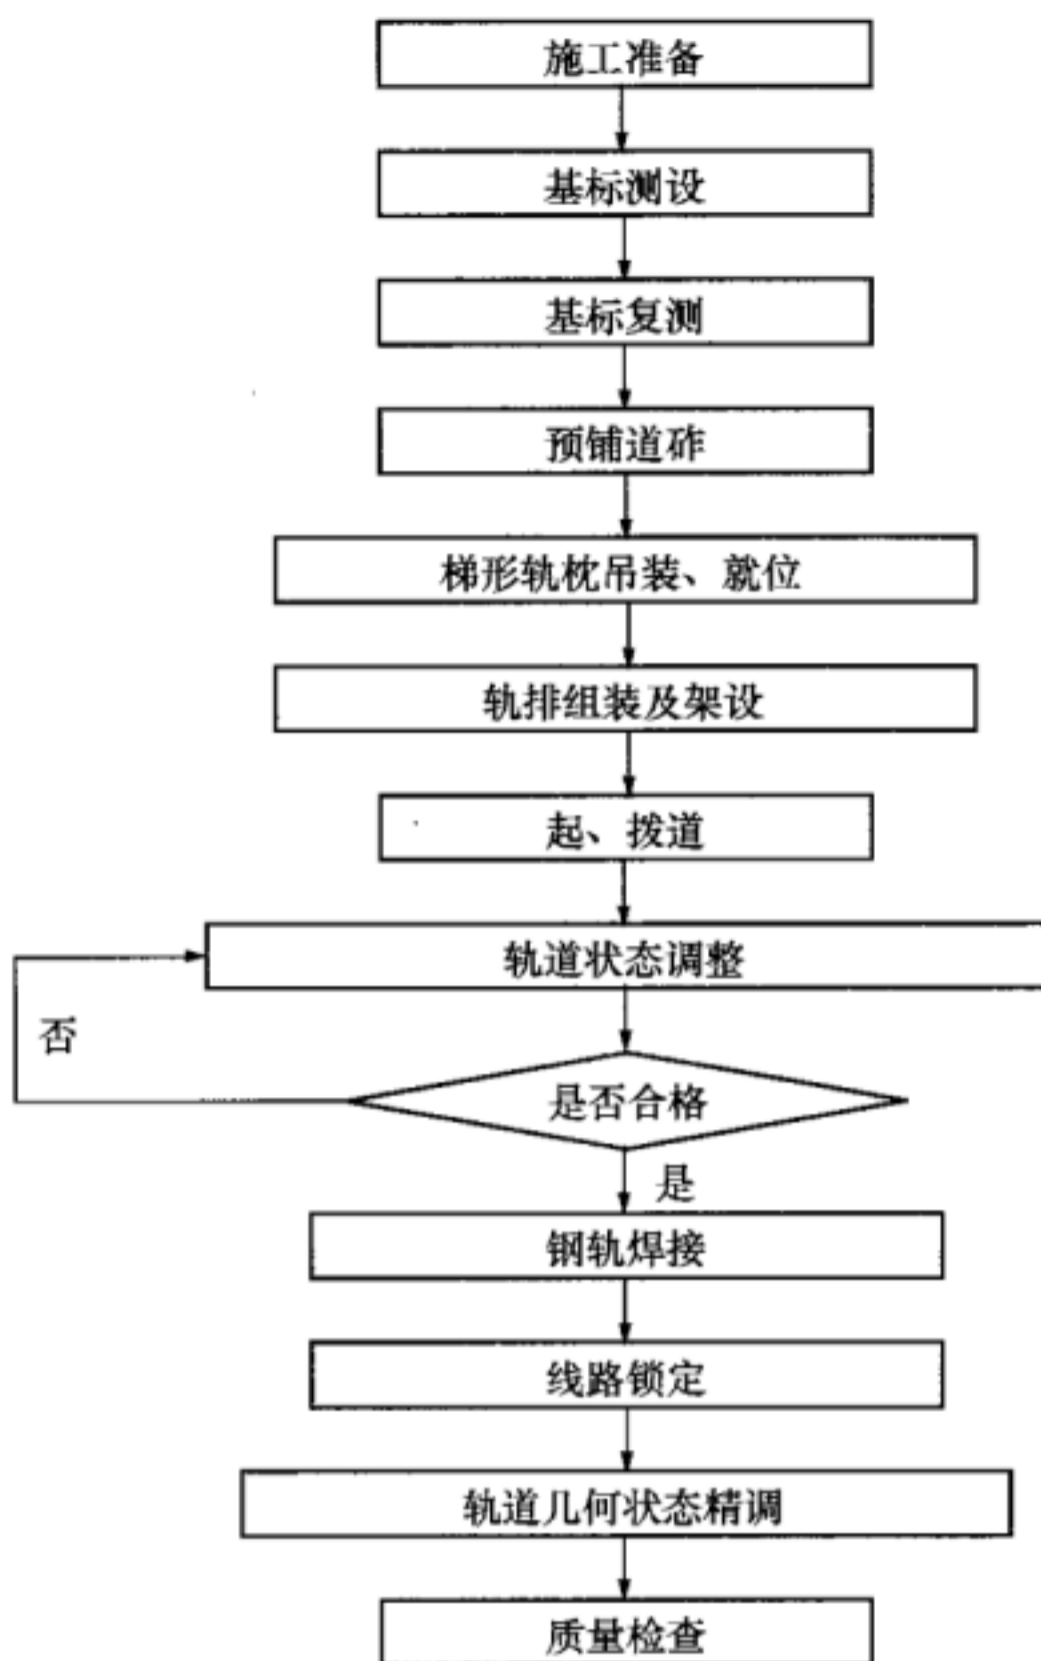 施工准备
基标测设
基标复测
预铺道砟
梯形轨枕吊装、就位
轨排组装及架设
起、拨道
轨道状态调整
否
是否合格
是
钢轨焊接
线路锁定
轨道几何状态精调
质量检查